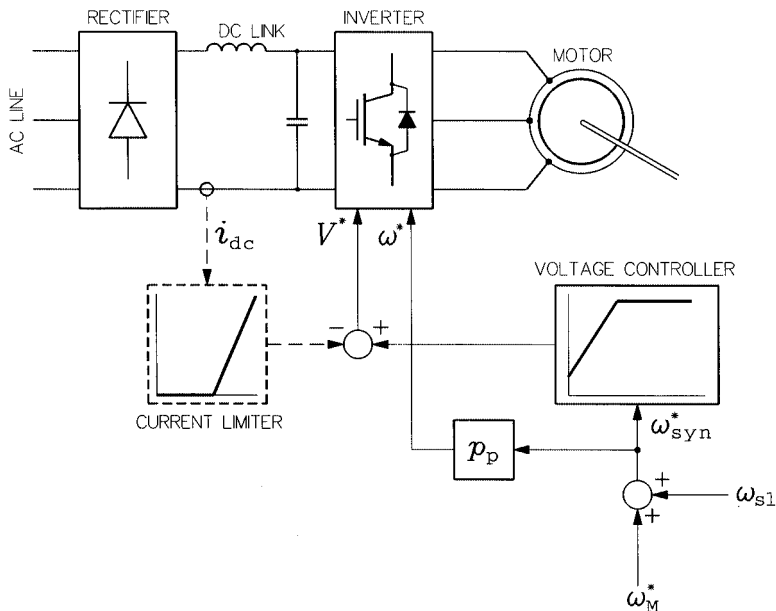 RECTIFIER
DC LINK
INVERTER
MOTOR
AC LINE
i_dc
V*
ω*
VOLTAGE CONTROLLER
−
+
CURRENT LIMITER
ω*_syn
p_p
+
+
ω_sl
ω*_M